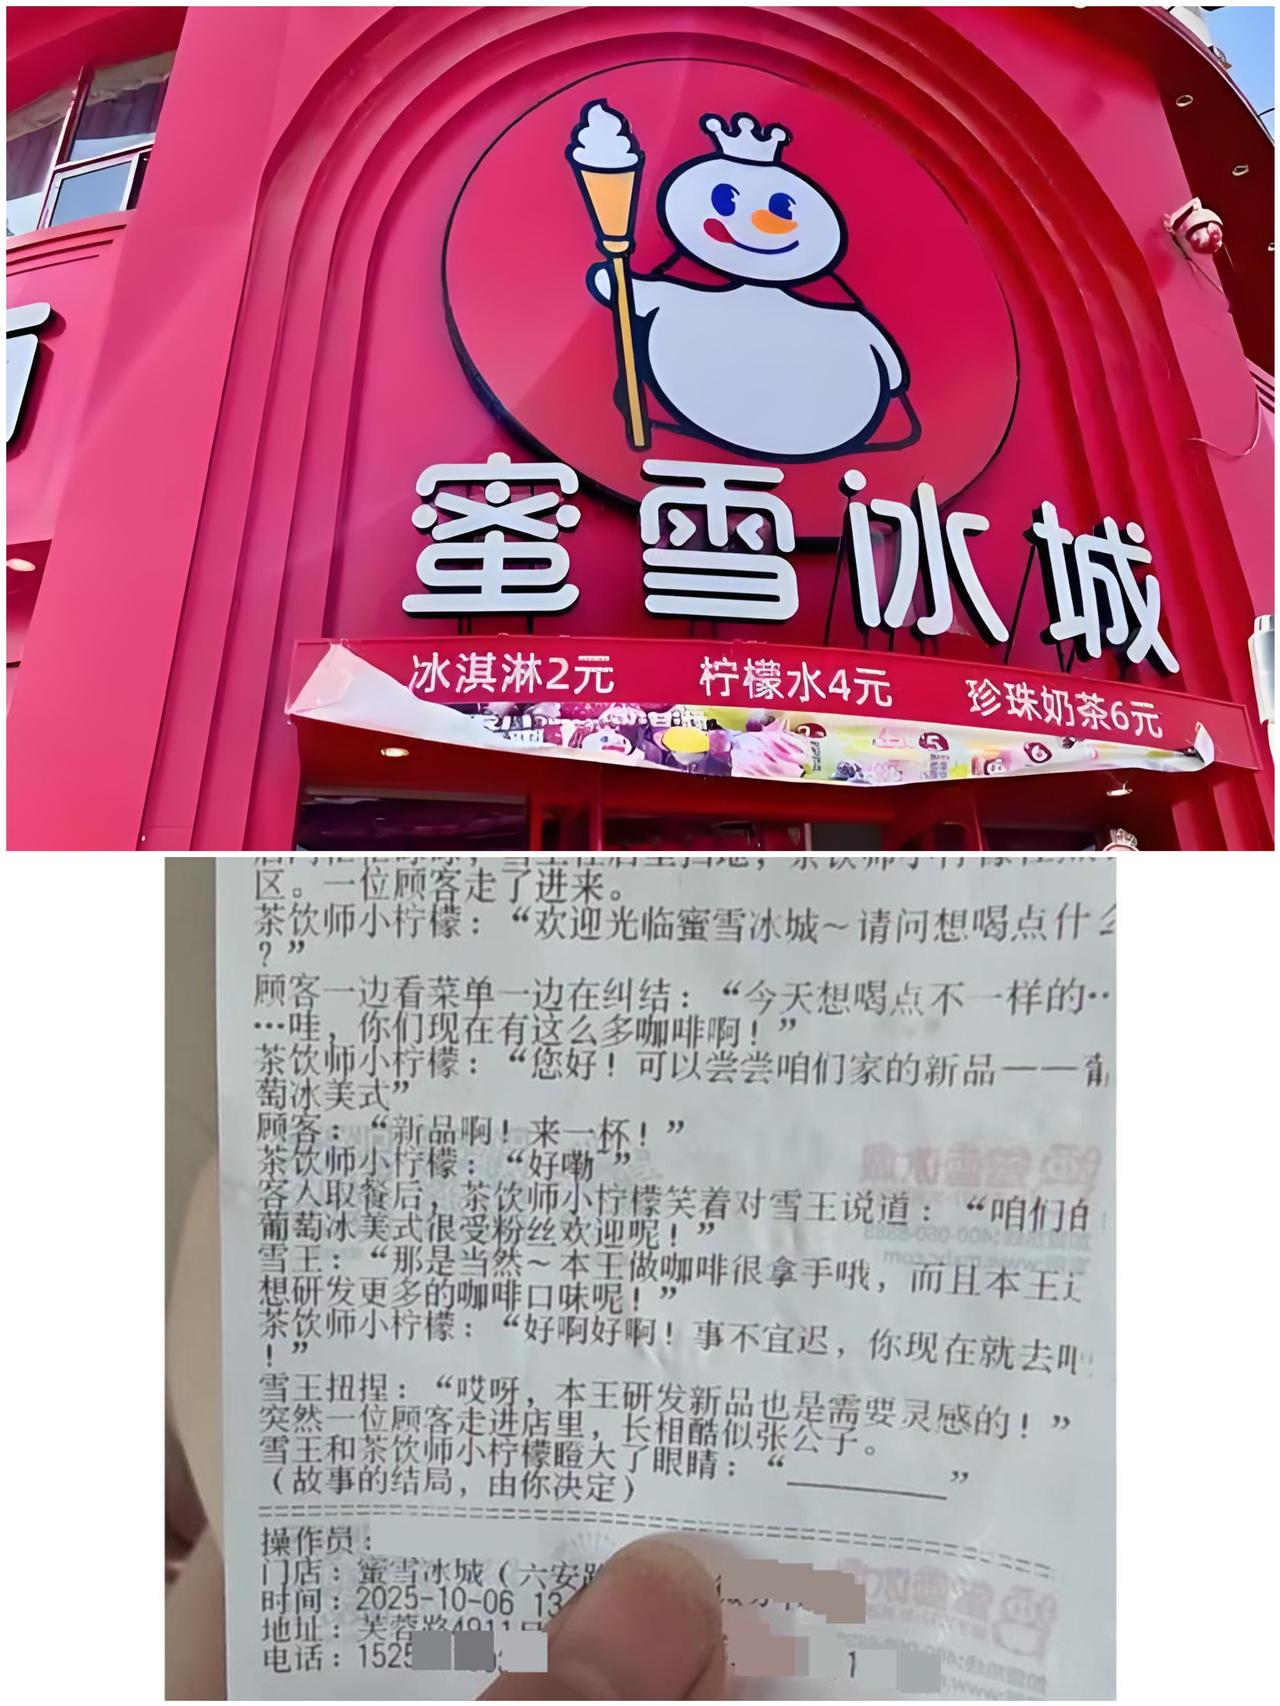 蜜雪冰城
冰淇淋2元 柠檬水4元 珍珠奶茶6元
区。一位顾客走了进来。
茶饮师小柠檬：“欢迎光临蜜雪冰城～请问想喝点什么
？”
顾客一边看菜单一边在纠结：“今天想喝点不一样的…
…哇，你们现在有这么多咖啡啊！”
茶饮师小柠檬：“您好！可以尝尝咱们家的新品——葡
萄冰美式”
顾客：“新品啊！来一杯！”
茶饮师小柠檬：“好嘞~”
客人取餐后，茶饮师小柠檬笑着对雪王说道：“咱们的
葡萄冰美式很受粉丝欢迎呢！”
雪王：“那是当然～本王做咖啡很拿手哦，而且本王还
想研发更多的咖啡口味呢！”
茶饮师小柠檬：“好啊好啊！事不宜迟，你现在就去吧
！”
雪王扭捏：“哎呀，本王研发新品也是需要灵感的！”
突然一位顾客走进店里，长相酷似张公子。
雪王和茶饮师小柠檬瞪大了眼睛：“________”
（故事的结局，由你决定）
操作员：
门店：蜜雪冰城（六安路
时间：2025-10-06 13
地址：芙蓉路4911号
电话：1525